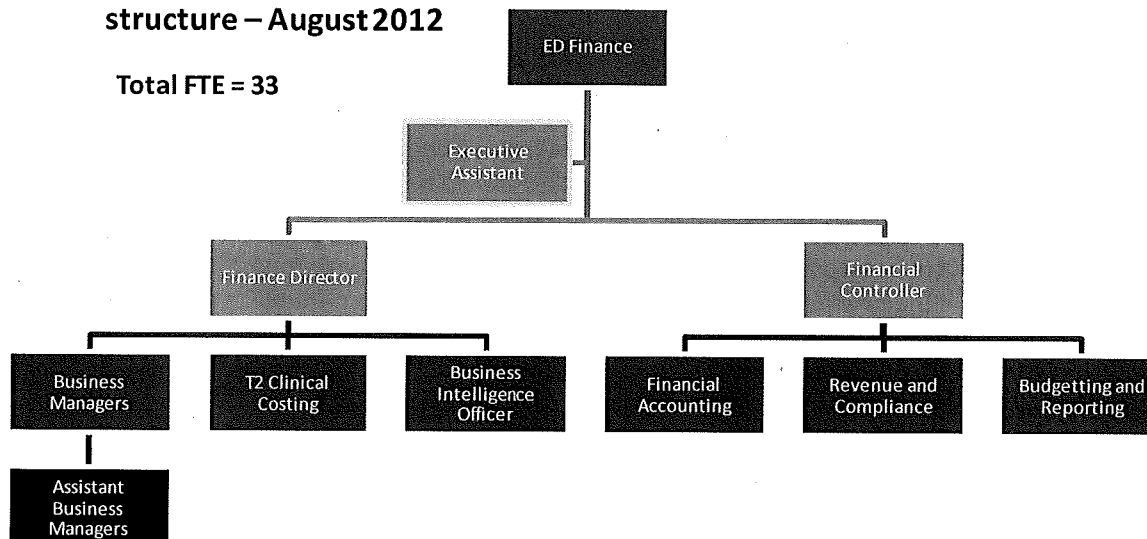 structure – August 2012
Total FTE = 33
ED Finance
Executive
Assistant
Finance Director
Financial
Controller
Business
Managers
T2 Clinical
Costing
Business
Intelligence
Officer
Financial
Accounting
Revenue and
Compliance
Budgetting and
Reporting
Assistant
Business
Managers